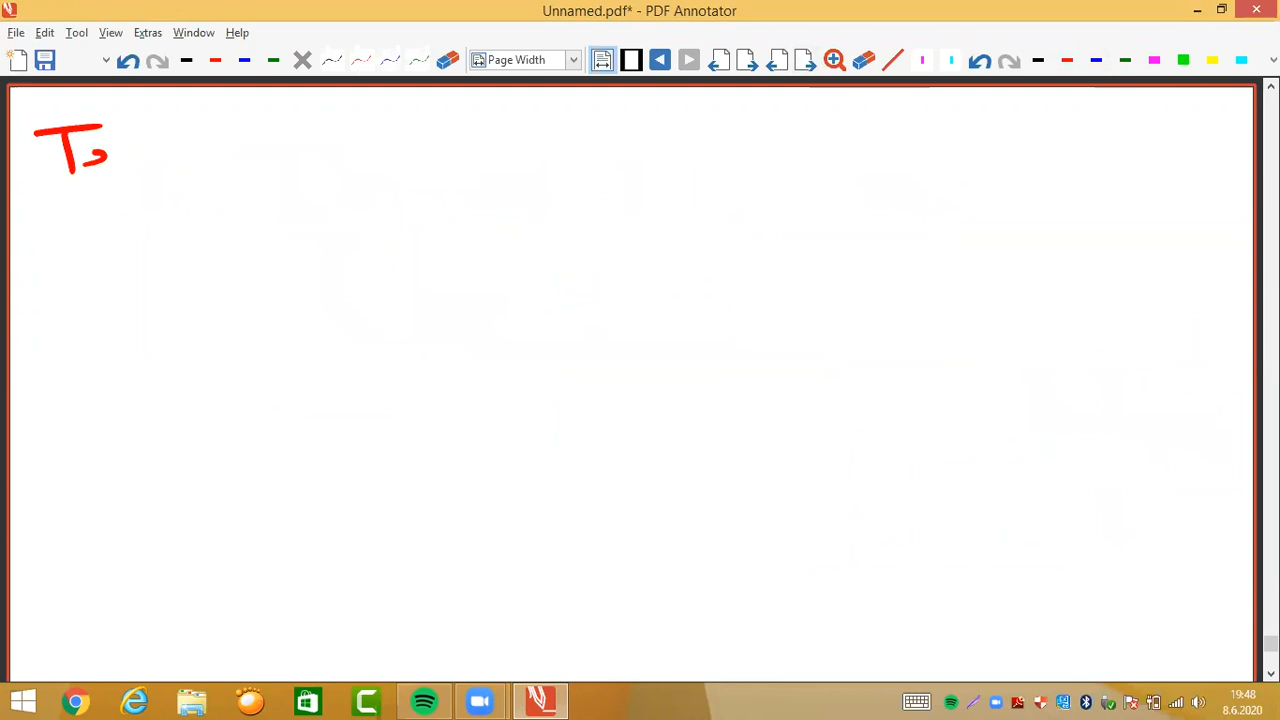 Unnamed.pdf* - PDF Annotator
File Edit Tool View Extras Window Help
Page Width
19:48
8.6.2020